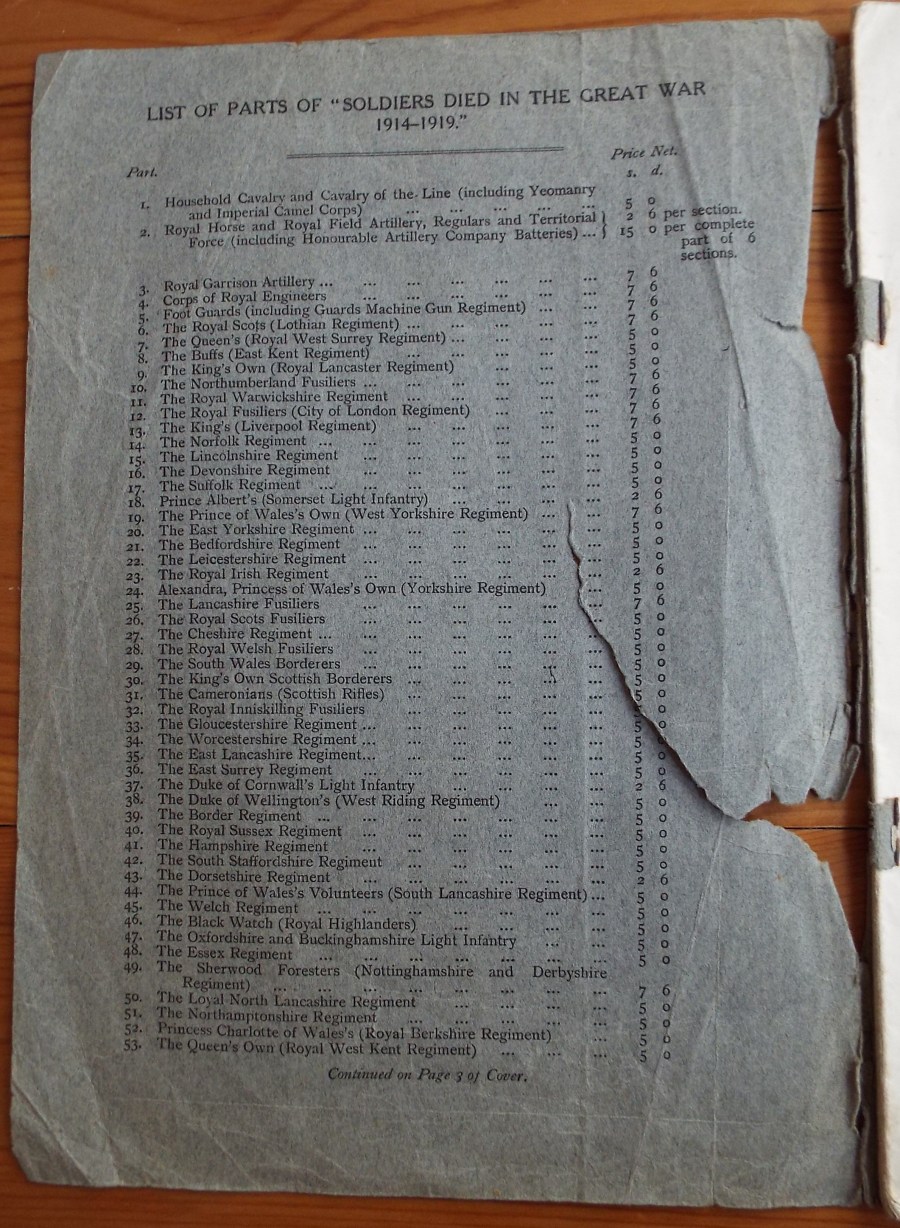 LIST OF PARTS OF "SOLDIERS DIED IN THE GREAT WAR
1914–1919."
Part. Price Net.
s. d.
1. Household Cavalry and Cavalry of the Line (including Yeomanry
and Imperial Camel Corps) ... ... ... ... ... 5 0
2. Royal Horse and Royal Field Artillery, Regulars and Territorial } 2 6 per section.
Force (including Honourable Artillery Company Batteries) ... } 15 0 per complete
part of 6
sections.
3. Royal Garrison Artillery ... ... ... ... ... ... ... 7 6
4. Corps of Royal Engineers ... ... ... ... ... ... 7 6
5. Foot Guards (including Guards Machine Gun Regiment) ... ... 7 6
6. The Royal Scots (Lothian Regiment) ... ... ... ... ... 7 6
7. The Queen's (Royal West Surrey Regiment) ... ... ... ... 5 0
8. The Buffs (East Kent Regiment) ... ... ... ... ... 5 0
9. The King's Own (Royal Lancaster Regiment) ... ... ... 5 0
10. The Northumberland Fusiliers ... ... ... ... ... ... 7 6
11. The Royal Warwickshire Regiment ... ... ... ... ... 7 6
12. The Royal Fusiliers (City of London Regiment) ... ... ... 7 6
13. The King's (Liverpool Regiment) ... ... ... ... ... 7 6
14. The Norfolk Regiment ... ... ... ... ... ... ... 5 0
15. The Lincolnshire Regiment ... ... ... ... ... ... 5 0
16. The Devonshire Regiment ... ... ... ... ... ... 5 0
17. The Suffolk Regiment ... ... ... ... ... ... ... 5 0
18. Prince Albert's (Somerset Light Infantry) ... ... ... ... 2 6
19. The Prince of Wales's Own (West Yorkshire Regiment) ... ... 7 6
20. The East Yorkshire Regiment ... ... ... ... ... ... 5 0
21. The Bedfordshire Regiment ... ... ... ... ... ... 5 0
22. The Leicestershire Regiment ... ... ... ... ... ... 5 0
23. The Royal Irish Regiment ... ... ... ... ... ... 2 6
24. Alexandra, Princess of Wales's Own (Yorkshire Regiment) ... 5 0
25. The Lancashire Fusiliers ... ... ... ... ... ... 7 6
26. The Royal Scots Fusiliers ... ... ... ... ... ... 5 0
27. The Cheshire Regiment ... ... ... ... ... ... ... 5 0
28. The Royal Welsh Fusiliers ... ... ... ... ... ... 5 0
29. The South Wales Borderers ... ... ... ... ... ... 5 0
30. The King's Own Scottish Borderers ... ... ... ... ... 5 0
31. The Cameronians (Scottish Rifles) ... ... ... ... ... 5 0
32. The Royal Inniskilling Fusiliers ... ... ... ... ... 5 0
33. The Gloucestershire Regiment ... ... ... ... ... ... 5 0
34. The Worcestershire Regiment ... ... ... ... ... ... 5 0
35. The East Lancashire Regiment... ... ... ... ... ... 5 0
36. The East Surrey Regiment ... ... ... ... ... ... 5 0
37. The Duke of Cornwall's Light Infantry ... ... ... ... 2 6
38. The Duke of Wellington's (West Riding Regiment) ... ... 5 0
39. The Border Regiment ... ... ... ... ... ... ... 5 0
40. The Royal Sussex Regiment ... ... ... ... ... ... 5 0
41. The Hampshire Regiment ... ... ... ... ... ... 5 0
42. The South Staffordshire Regiment ... ... ... ... ... 5 0
43. The Dorsetshire Regiment ... ... ... ... ... ... 2 6
44. The Prince of Wales's Volunteers (South Lancashire Regiment) ... 5 0
45. The Welch Regiment ... ... ... ... ... ... ... 5 0
46. The Black Watch (Royal Highlanders) ... ... ... ... 5 0
47. The Oxfordshire and Buckinghamshire Light Infantry ... ... 5 0
48. The Essex Regiment ... ... ... ... ... ... ... 5 0
49. The Sherwood Foresters (Nottinghamshire and Derbyshire
Regiment) ... ... ... ... ... ... ... ... 7 6
50. The Loyal North Lancashire Regiment ... ... ... ... 5 0
51. The Northamptonshire Regiment ... ... ... ... ... 5 0
52. Princess Charlotte of Wales's (Royal Berkshire Regiment) ... 5 0
53. The Queen's Own (Royal West Kent Regiment) ... ... ... 5 0
Continued on Page 3 of Cover.